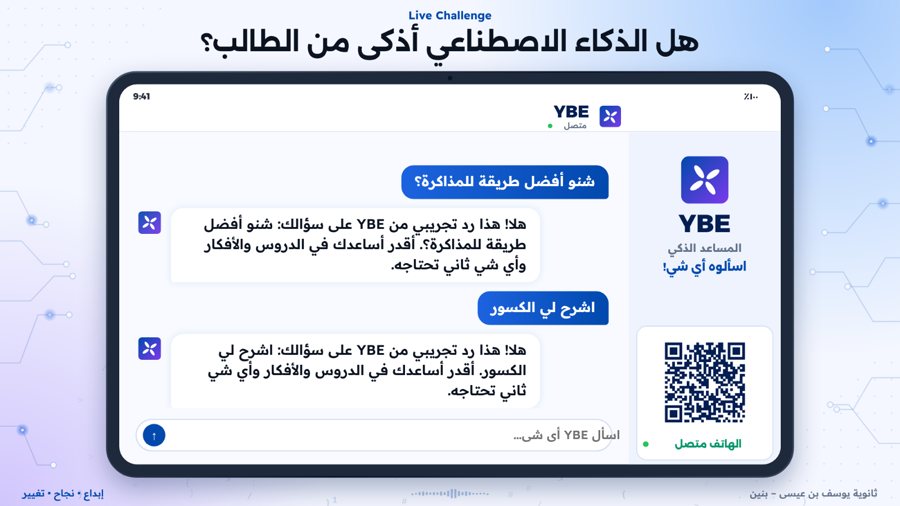 Live Challenge
هل الذكاء الاصطناعي أذكى من الطالب؟
9:41
٪١٠٠
YBE
متصل
شنو أفضل طريقة للمذاكرة؟
هلا! هذا رد تجريبي من YBE على سؤالك: شنو أفضل
طريقة للمذاكرة؟. أقدر أساعدك في الدروس والأفكار
وأي شي ثاني تحتاجه.
اشرح لي الكسور
هلا! هذا رد تجريبي من YBE على سؤالك: اشرح لي
الكسور. أقدر أساعدك في الدروس والأفكار وأي شي
ثاني تحتاجه.
اسأل YBE أي شي...
YBE
المساعد الذكي
اسألوه أي شي!
الهاتف متصل
ثانوية يوسف بن عيسى – بنين
إبداع • نجاح • تغيير